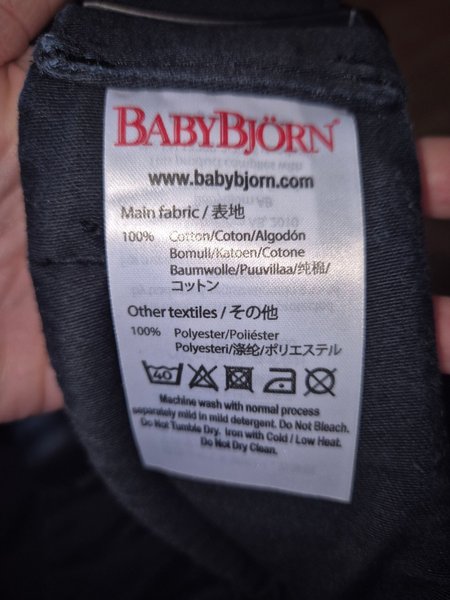 BABYBJÖRN
www.babybjorn.com
Main fabric / 表地
100% Cotton/Coton/Algodón
Bomuli/Katoen/Cotone
Baumwolle/Puuvillaa/纯棉/
コットン
Other textiles / その他
100% Polyester/Poliéster
Polyesteri/涤纶/ポリエステル
40
Machine wash with normal process
separately mild in mild detergent. Do Not Bleach.
Do Not Tumble Dry. Iron with Cold / Low Heat.
Do Not Dry Clean.